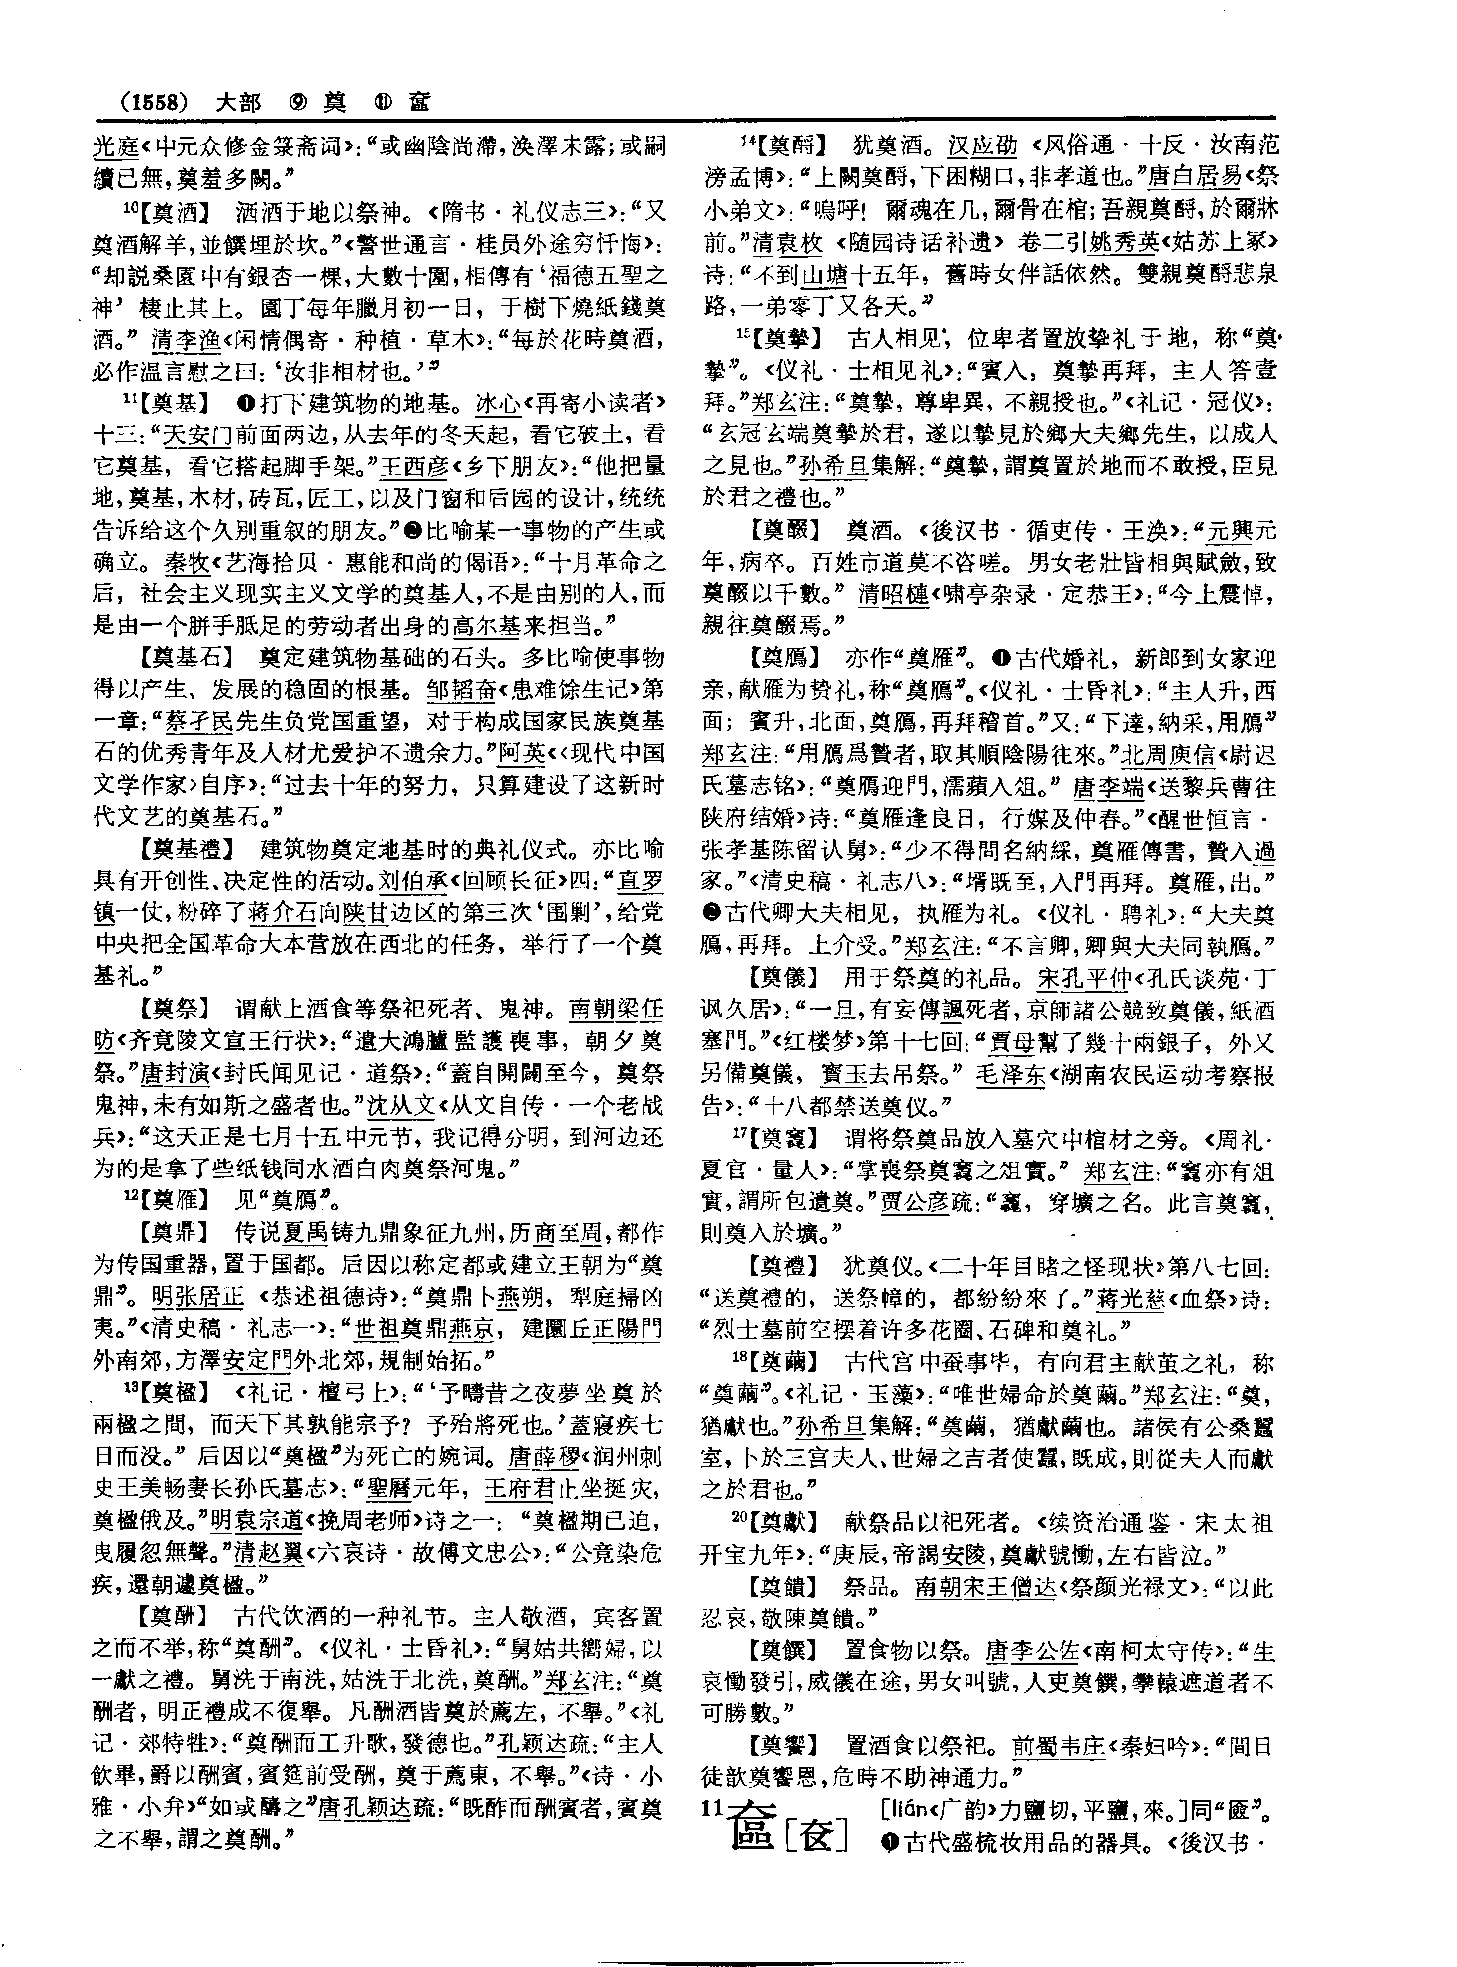 (1558) 大部 ⑨ 奠 ⑪ 奩
光庭《中元众修金箓斋词》：“或幽陰尚滯，渙澤未露；或嗣
續已無，奠羞多闕。”
10【奠酒】 洒酒于地以祭神。《隋书·礼仪志三》：“又
奠酒解羊，並饌埋於坎。”《警世通言·桂员外途穷忏悔》：
“却説桑園中有銀杏一棵，大數十圍，相傳有‘福德五聖之
神’棲止其上。園丁每年臘月初一日，于樹下燒紙錢奠
酒。”清李渔《闲情偶寄·种植·草木》：“每於花時奠酒，
必作温言慰之曰：‘汝非相材也。’”
11【奠基】 ❶打下建筑物的地基。冰心《再寄小读者》
十三：“天安门前面两边，从去年的冬天起，看它破土，看
它奠基，看它搭起脚手架。”王西彦《乡下朋友》：“他把量
地，奠基，木材，砖瓦，匠工，以及门窗和后园的设计，统统
告诉给这个久别重叙的朋友。”❷比喻某一事物的产生或
确立。秦牧《艺海拾贝·惠能和尚的偈语》：“十月革命之
后，社会主义现实主义文学的奠基人，不是由别的人，而
是由一个胼手胝足的劳动者出身的高尔基来担当。”
【奠基石】 奠定建筑物基础的石头。多比喻使事物
得以产生、发展的稳固的根基。邹韬奋《患难馀生记》第
一章：“蔡孑民先生负党国重望，对于构成国家民族奠基
石的优秀青年及人材尤爱护不遗余力。”阿英《〈现代中国
文学作家〉自序》：“过去十年的努力，只算建设了这新时
代文艺的奠基石。”
【奠基禮】 建筑物奠定地基时的典礼仪式。亦比喻
具有开创性、决定性的活动。刘伯承《回顾长征》四：“直罗
镇一仗，粉碎了蒋介石向陕甘边区的第三次‘围剿’，给党
中央把全国革命大本营放在西北的任务，举行了一个奠
基礼。”
【奠祭】 谓献上酒食等祭祀死者、鬼神。南朝梁任
昉《齐竟陵文宣王行状》：“遣大鴻臚監護喪事，朝夕奠
祭。”唐封演《封氏闻见记·道祭》：“蓋自開闢至今，奠祭
鬼神，未有如斯之盛者也。”沈从文《从文自传·一个老战
兵》：“这天正是七月十五中元节，我记得分明，到河边还
为的是拿了些纸钱同水酒白肉奠祭河鬼。”
12【奠雁】 见“奠鴈”。
【奠鼎】 传说夏禹铸九鼎象征九州，历商至周，都作
为传国重器，置于国都。后因以称定都或建立王朝为“奠
鼎”。明张居正《恭述祖德诗》：“奠鼎卜燕朔，犁庭掃凶
夷。”《清史稿·礼志一》：“世祖奠鼎燕京，建圜丘正陽門
外南郊，方澤安定門外北郊，規制始拓。”
13【奠楹】 《礼记·檀弓上》：“‘予疇昔之夜夢坐奠於
兩楹之間，而天下其孰能宗予？予殆將死也。’蓋寢疾七
日而没。”后因以“奠楹”为死亡的婉词。唐薛稷《润州刺
史王美畅妻长孙氏墓志》：“聖曆元年，王府君止坐挻灾，
奠楹俄及。”明袁宗道《挽周老师》诗之一：“奠楹期已迫，
曳履忽無聲。”清赵翼《六哀诗·故傅文忠公》：“公竟染危
疾，還朝遽奠楹。”
【奠酬】 古代饮酒的一种礼节。主人敬酒，宾客置
之而不举，称“奠酬”。《仪礼·士昏礼》：“舅姑共饗婦，以
一獻之禮。舅洗于南洗，姑洗于北洗，奠酬。”郑玄注：“奠
酬者，明正禮成不復舉。凡酬酒皆奠於薦左，不舉。”《礼
记·郊特牲》：“奠酬而工升歌，發德也。”孔颖达疏：“主人
飲畢，爵以酬賓，賓筵前受酬，奠于薦東，不舉。”《诗·小
雅·小弁》“如或醻之”唐孔颖达疏：“既酢而酬賓者，賓奠
之不舉，謂之奠酬。”
14【奠酹】 犹奠酒。汉应劭《风俗通·十反·汝南范
滂孟博》：“上闕奠酹，下困糊口，非孝道也。”唐白居易《祭
小弟文》：“嗚呼！爾魂在几，爾骨在棺；吾親奠酹，於爾牀
前。”清袁枚《随园诗话补遗》卷二引姚秀英《姑苏上冢》
诗：“不到山塘十五年，舊時女伴話依然。雙親奠酹悲泉
路，一弟零丁又各天。”
15【奠摯】 古人相见，位卑者置放挚礼于地，称“奠
摯”。《仪礼·士相见礼》：“賓入，奠摯再拜，主人答壹
拜。”郑玄注：“奠摯，尊卑異，不親授也。”《礼记·冠仪》：
“玄冠玄端奠摯於君，遂以摯見於鄉大夫鄉先生，以成人
之見也。”孙希旦集解：“奠摯，謂奠置於地而不敢授，臣見
於君之禮也。”
【奠醊】 奠酒。《後汉书·循吏传·王涣》：“元興元
年，病卒。百姓市道莫不咨嗟。男女老壯皆相與賦斂，致
奠醊以千數。”清昭槤《啸亭杂录·定恭王》：“今上震悼，
親往奠醊焉。”
【奠鴈】 亦作“奠雁”。❶古代婚礼，新郎到女家迎
亲，献雁为贽礼，称“奠鴈”。《仪礼·士昏礼》：“主人升，西
面；賓升，北面，奠鴈，再拜稽首。”又：“下達，納采，用鴈”
郑玄注：“用鴈爲贄者，取其順陰陽往來。”北周庾信《尉迟
氏墓志铭》：“奠鴈迎門，濡蘋入俎。”唐李端《送黎兵曹往
陕府结婚》诗：“奠雁逢良日，行媒及仲春。”《醒世恒言·
张孝基陈留认舅》：“少不得問名納綵，奠雁傳書，贅入過
家。”《清史稿·礼志八》：“壻既至，入門再拜。奠雁，出。”
❷古代卿大夫相见，执雁为礼。《仪礼·聘礼》：“大夫奠
鴈，再拜。上介受。”郑玄注：“不言卿，卿與大夫同執鴈。”
【奠儀】 用于祭奠的礼品。宋孔平仲《孔氏谈苑·丁
讽久居》：“一旦，有妄傳諷死者，京師諸公競致奠儀，紙酒
塞門。”《红楼梦》第十七回：“賈母幫了幾十兩銀子，外又
另備奠儀，寶玉去吊祭。”毛泽东《湖南农民运动考察报
告》：“十八都禁送奠仪。”
17【奠竁】 谓将祭奠品放入墓穴中棺材之旁。《周礼·
夏官·量人》：“掌喪祭奠竁之俎實。”郑玄注：“竁亦有俎
實，謂所包遣奠。”贾公彦疏：“竁，穿壙之名。此言奠竁，
則奠入於壙。”
【奠禮】 犹奠仪。《二十年目睹之怪现状》第八七回：
“送奠禮的，送祭幛的，都紛紛來了。”蒋光慈《血祭》诗：
“烈士墓前空摆着许多花圈、石碑和奠礼。”
18【奠繭】 古代宫中蚕事毕，有向君主献茧之礼，称
“奠繭”。《礼记·玉藻》：“唯世婦命於奠繭。”郑玄注：“奠，
猶獻也。”孙希旦集解：“奠繭，猶獻繭也。諸侯有公桑蠶
室，卜於三宫夫人、世婦之吉者使蠶，既成，則從夫人而獻
之於君也。”
20【奠獻】 献祭品以祀死者。《续资治通鉴·宋太祖
开宝九年》：“庚辰，帝謁安陵，奠獻號慟，左右皆泣。”
【奠饋】 祭品。南朝宋王僧达《祭颜光禄文》：“以此
忍哀，敬陳奠饋。”
【奠饌】 置食物以祭。唐李公佐《南柯太守传》：“生
哀慟發引，威儀在途，男女叫號，人吏奠饌，攀轅遮道者不
可勝數。”
【奠饗】 置酒食以祭祀。前蜀韦庄《秦妇吟》：“閒日
徒歆奠饗恩，危時不助神通力。”
11奩[奁] [lián《广韵》力鹽切，平鹽，來。]同“匳”。
❶古代盛梳妆用品的器具。《後汉书·